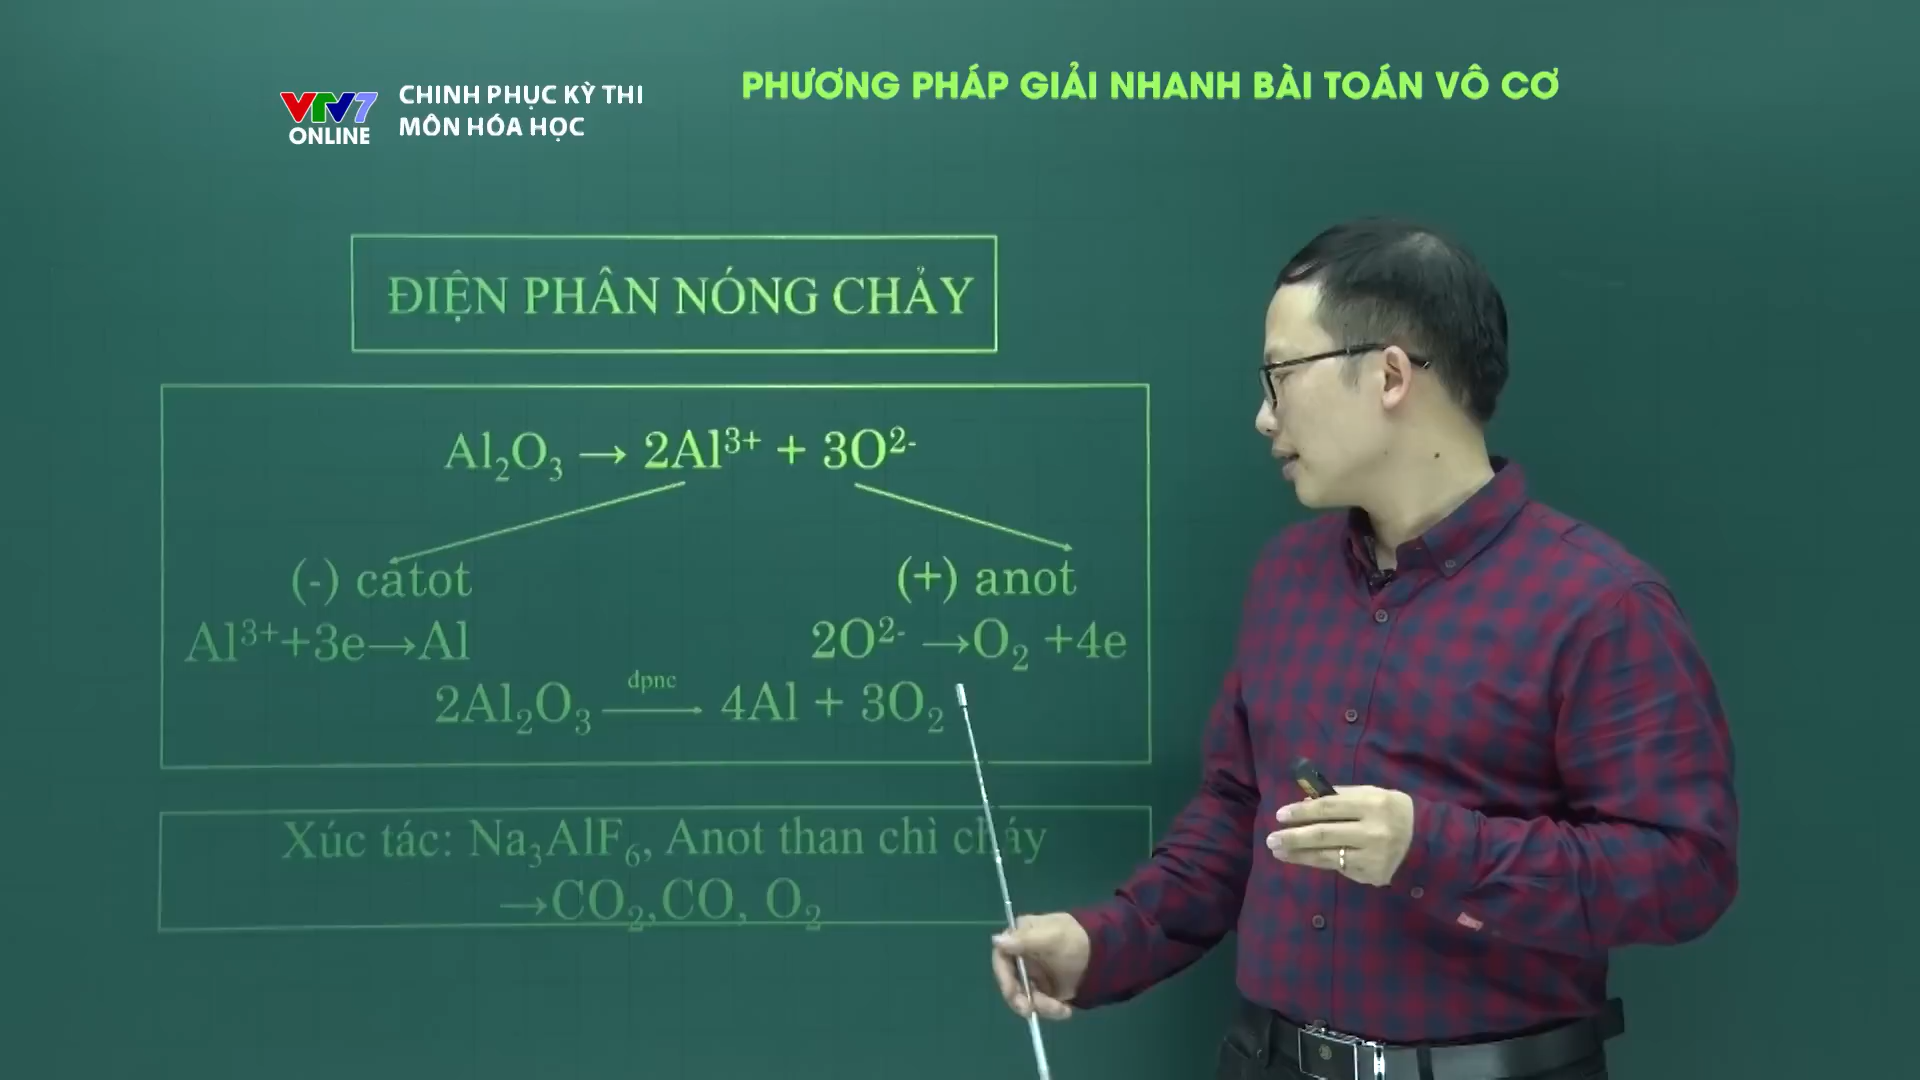 VTV7
ONLINE
CHINH PHỤC KỲ THI
MÔN HÓA HỌC
PHƯƠNG PHÁP GIẢI NHANH BÀI TOÁN VÔ CƠ
ĐIỆN PHÂN NÓNG CHẢY
Al₂O₃ → 2Al³⁺ + 3O²⁻
(-) catot
(+) anot
Al³⁺+3e→Al
2O²⁻ →O₂ +4e
dpnc
2Al₂O₃ → 4Al + 3O₂
Xúc tác: Na₃AlF₆, Anot than chì cháy
→CO₂,CO, O₂